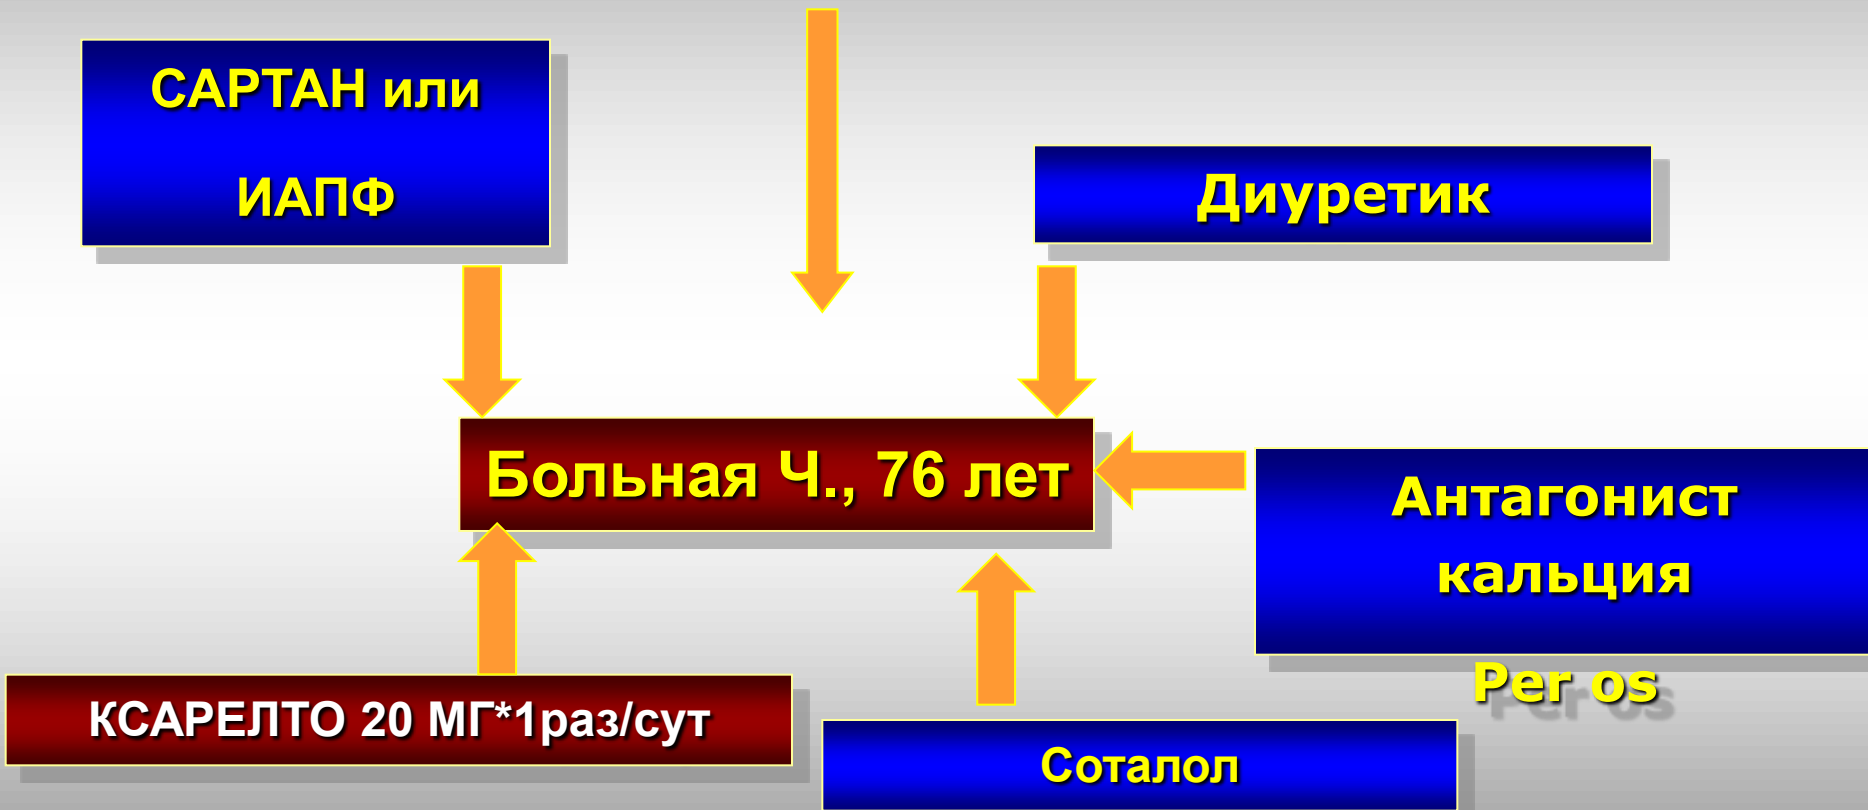 САРТАН или
ИАПФ
Диуретик
Больная Ч., 76 лет
Антагонист
кальция
Per os
КСАРЕЛТО 20 МГ*1раз/сут
Соталол